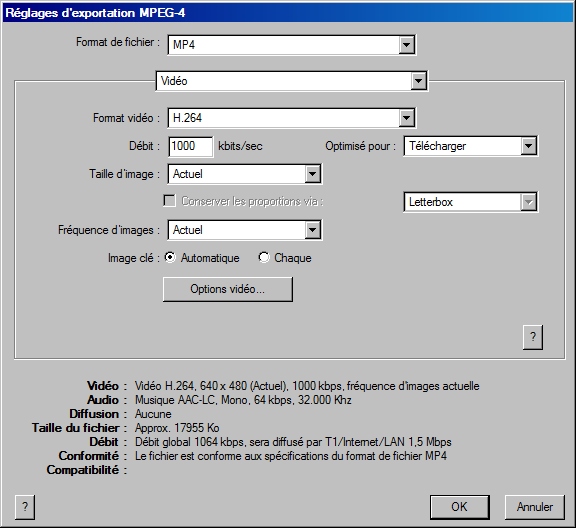 Réglages d'exportation MPEG-4
Format de fichier : MP4
Vidéo
Format vidéo : H.264
Débit : 1000 kbits/sec Optimisé pour : Télécharger
Taille d'image : Actuel
Conserver les proportions via : Letterbox
Fréquence d'images : Actuel
Image clé : Automatique Chaque
Options vidéo...
?
Vidéo : Vidéo H.264, 640 x 480 (Actuel), 1000 kbps, fréquence d'images actuelle
Audio : Musique AAC-LC, Mono, 64 kbps, 32.000 Khz
Diffusion : Aucune
Taille du fichier : Approx. 17955 Ko
Débit : Débit global 1064 kbps, sera diffusé par T1/Internet/LAN 1,5 Mbps
Conformité : Le fichier est conforme aux spécifications du format de fichier MP4
Compatibilité :
? OK Annuler